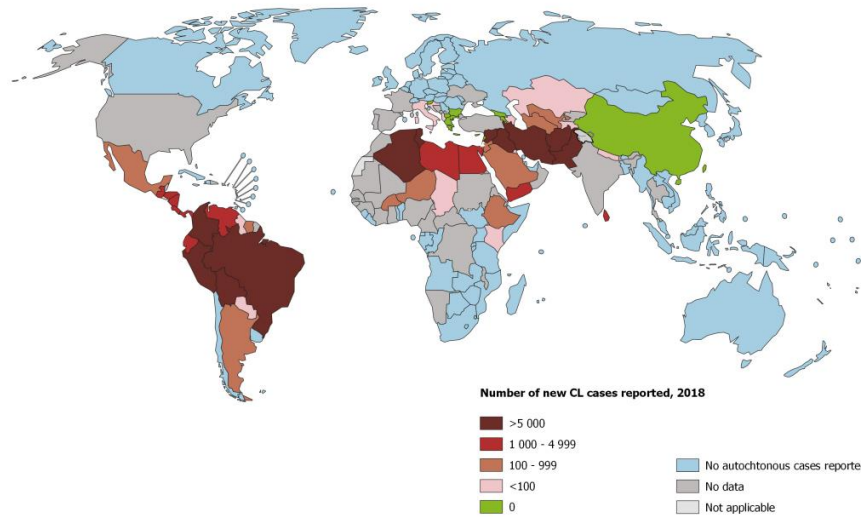 Number of new CL cases reported, 2018
>5 000
1 000 - 4 999
100 - 999
<100
0
No autochtonous cases reporte
No data
Not applicable